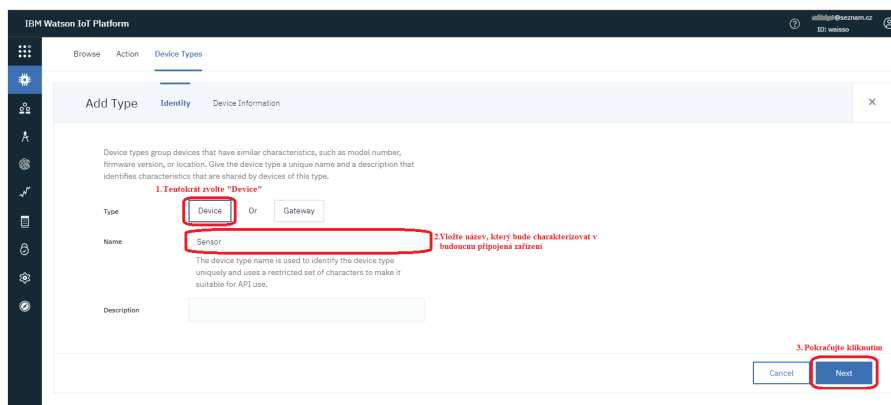 IBM Watson IoT Platform
@seznam.cz
ID: waisso
Browse Action Device Types
Add Type Identity Device Information
Device types group devices that have similar characteristics, such as model number,
firmware version, or location. Give the device type a unique name and a description that
identifies characteristics that are shared by devices of this type.
1.Tentokrát zvolte "Device"
Type Device Or Gateway
2.Vložte název, který bude charakterizovat v
budoucnu připojená zařízení
Name Sensor
The device type name is used to identify the device type
uniquely and uses a restricted set of characters to make it
suitable for API use.
Description
3.Pokračujte kliknutím
Cancel Next